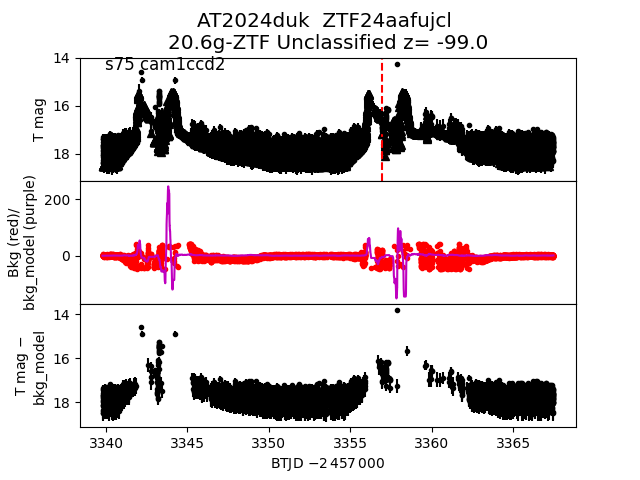 AT2024duk ZTF24aafujcl
20.6g-ZTF Unclassified z= -99.0
s75 cam1ccd2
14
16
18
T mag
200
0
Bkg (red)/
bkg_model (purple)
14
16
18
T mag −
bkg_model
3340 3345 3350 3355 3360 3365
BTJD −2 457 000